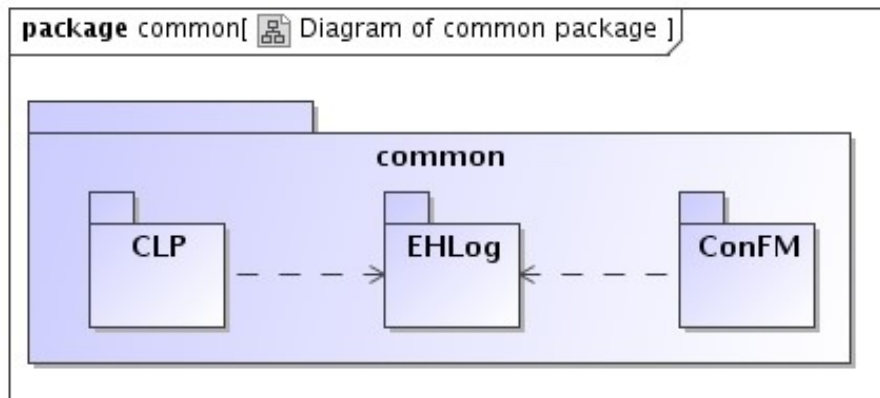 package common[ Diagram of common package ]
common
CLP
EHLog
ConFM